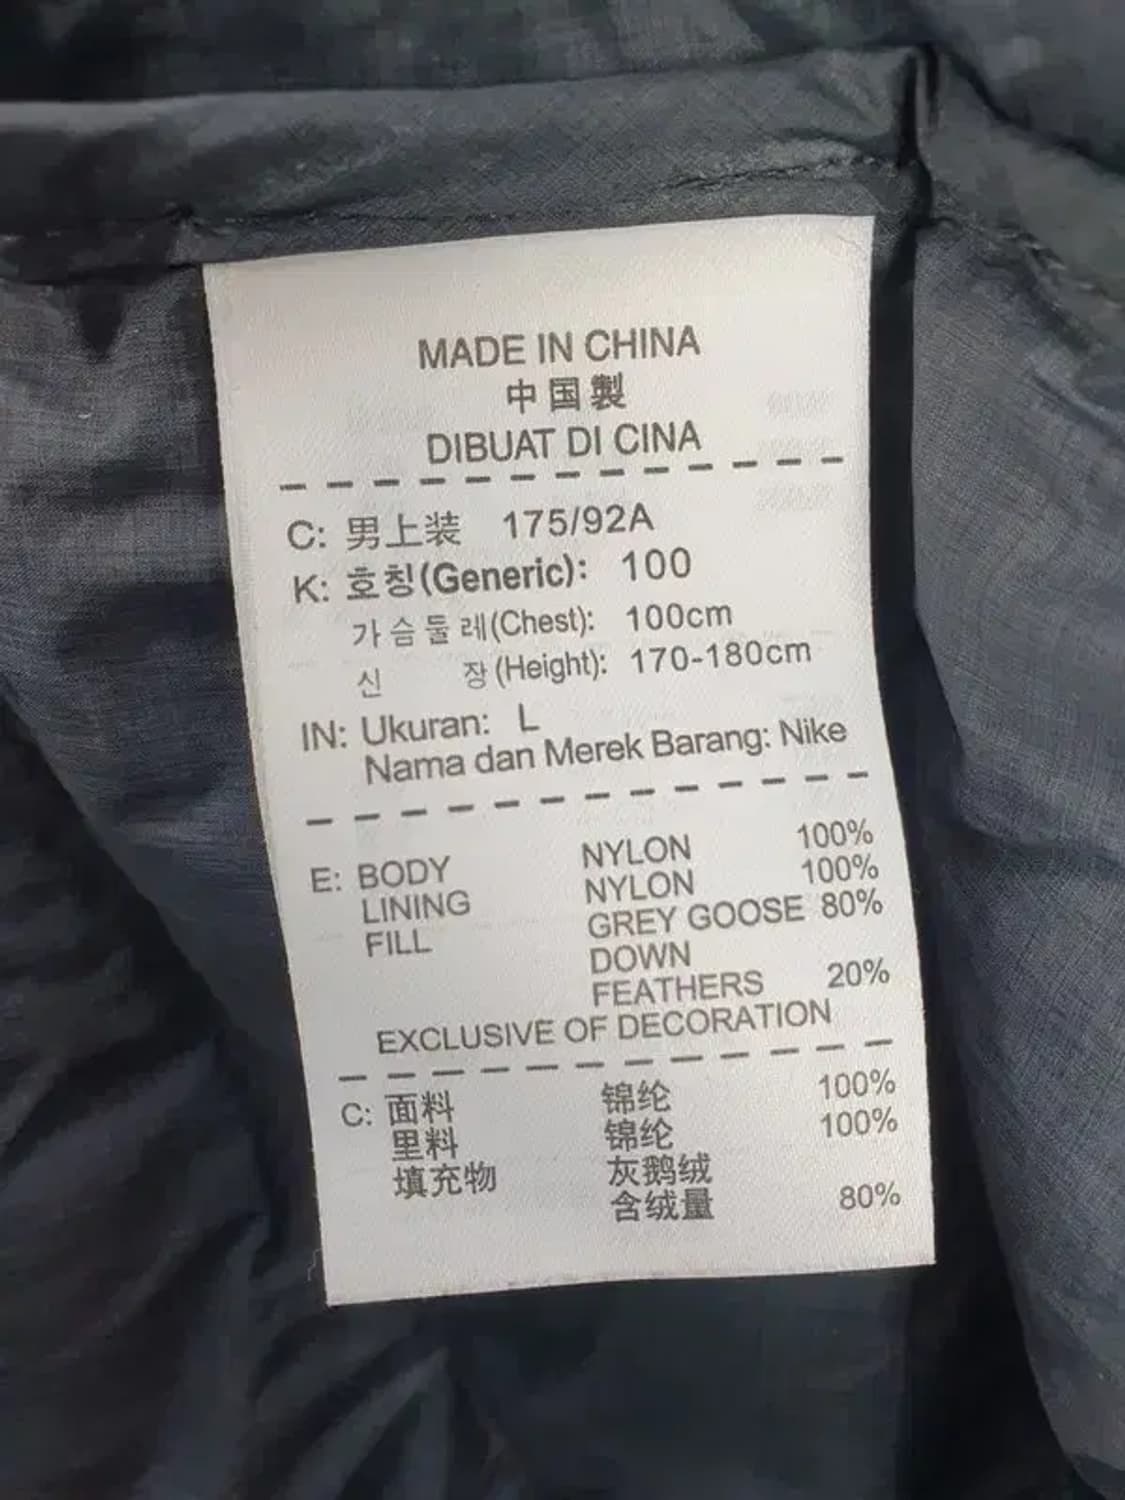 MADE IN CHINA
中国製
DIBUAT DI CINA
C: 男上装 175/92A
K: 호칭(Generic): 100
가슴둘레(Chest): 100cm
신 장(Height): 170-180cm
IN: Ukuran: L
Nama dan Merek Barang: Nike
E: BODY NYLON 100%
LINING NYLON 100%
FILL GREY GOOSE 80%
DOWN
FEATHERS 20%
EXCLUSIVE OF DECORATION
C: 面料 锦纶 100%
里料 锦纶 100%
填充物 灰鹅绒
含绒量 80%